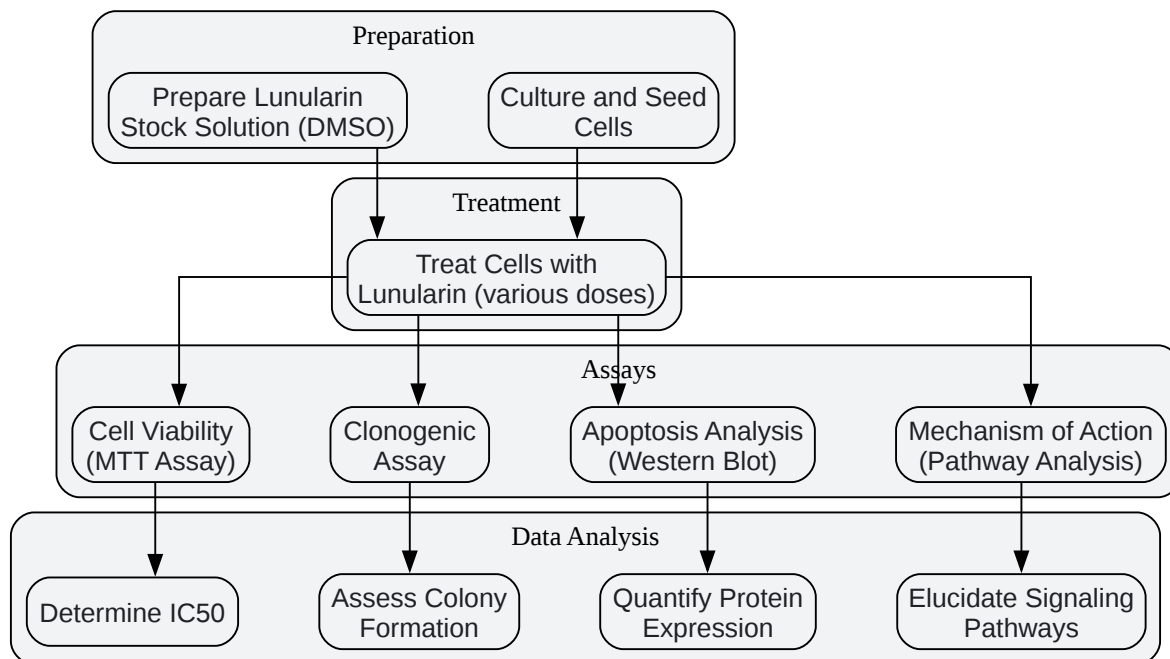 Preparation
Prepare Lunularin
Stock Solution (DMSO)
Culture and Seed
Cells
Treatment
Treat Cells with
Lunularin (various doses)
Assays
Cell Viability
(MTT Assay)
Clonogenic
Assay
Apoptosis Analysis
(Western Blot)
Mechanism of Action
(Pathway Analysis)
Data Analysis
Determine IC50
Assess Colony
Formation
Quantify Protein
Expression
Elucidate Signaling
Pathways